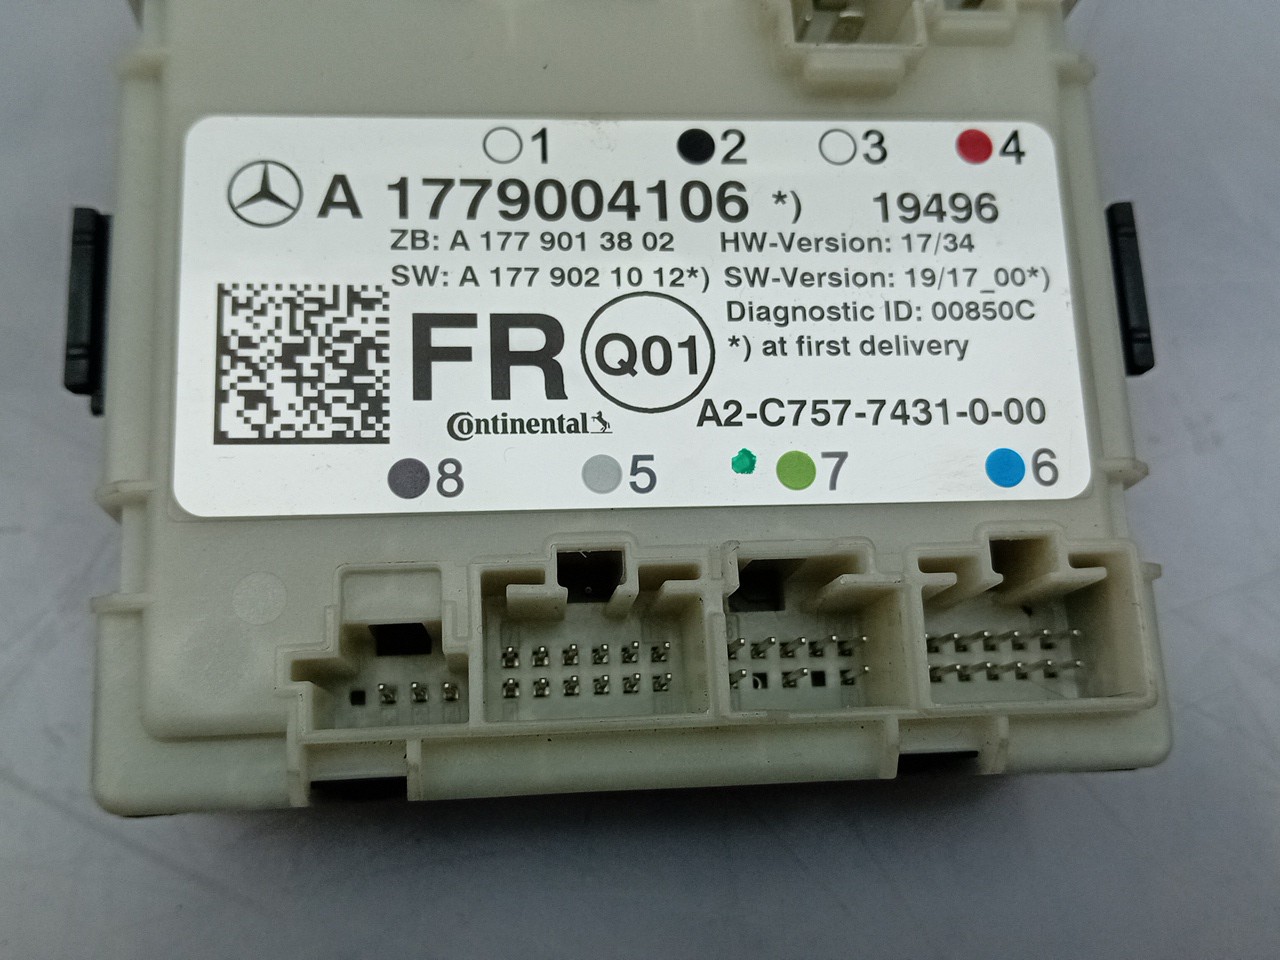 1 2 3 4
A 1779004106 *) 19496
ZB: A 177 901 38 02 HW-Version: 17/34
SW: A 177 902 10 12*) SW-Version: 19/17_00*)
Diagnostic ID: 00850C
FR Q01 *) at first delivery
Continental A2-C757-7431-0-00
8 5 7 6